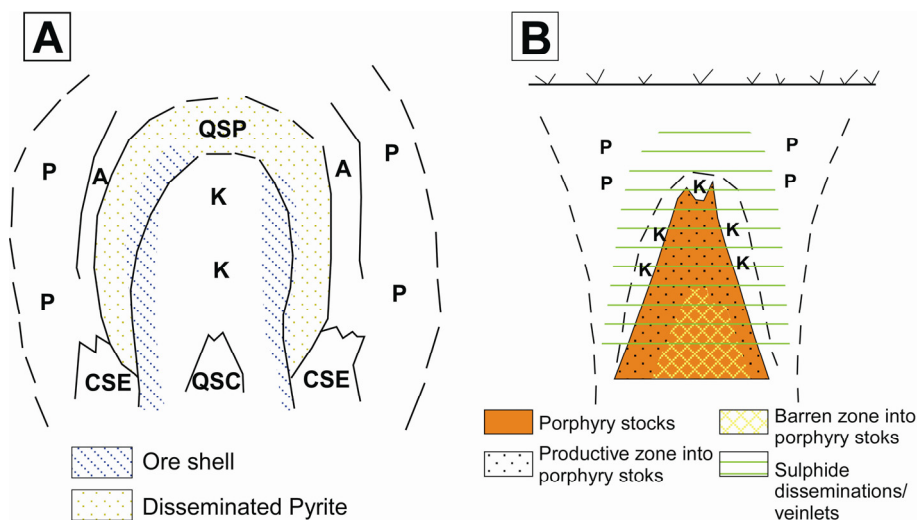 A
P
A
QSP
A
P
K
K
P
P
CSE
QSC
CSE
Ore shell
Disseminated Pyrite
B
P
P
P
P
K
K
K
K
K
Porphyry stocks
Productive zone into
porphyry stoks
Barren zone into
porphyry stoks
Sulphide
disseminations/
veinlets